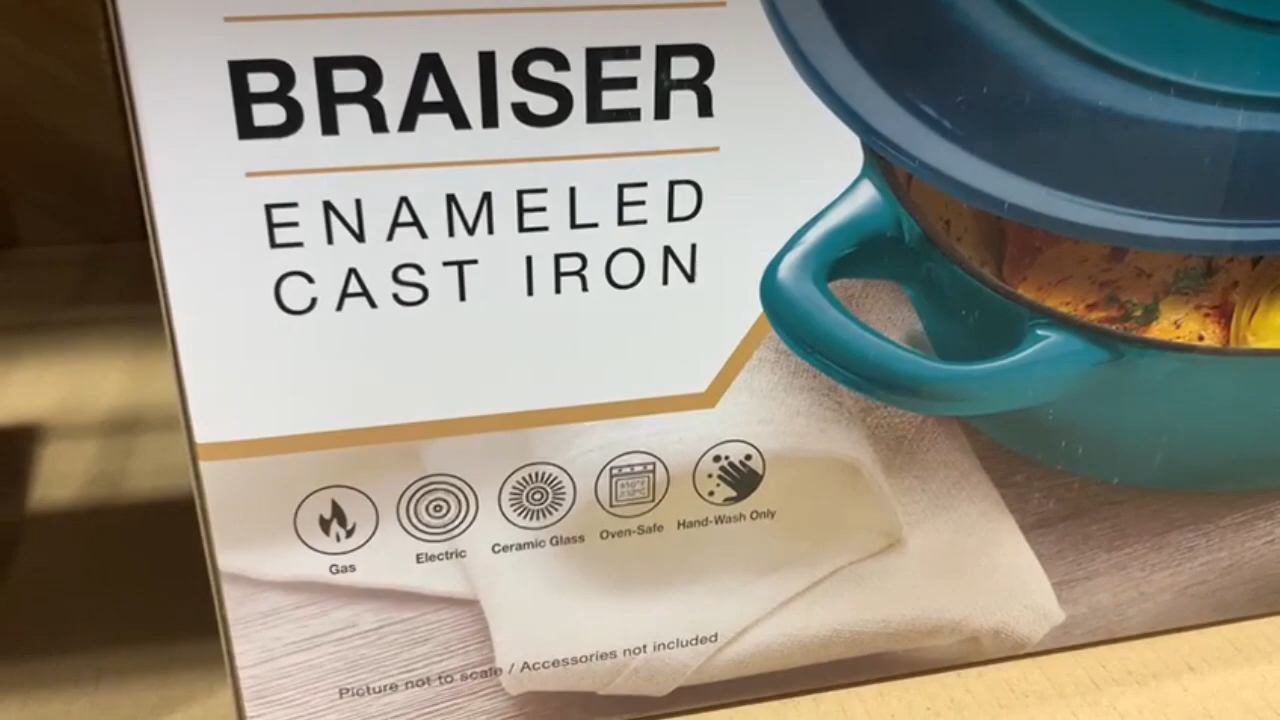 BRAISER
ENAMELED
CAST IRON
Gas
Electric
Ceramic Glass
Oven-Safe
Hand-Wash Only
Picture not to scale / Accessories not included